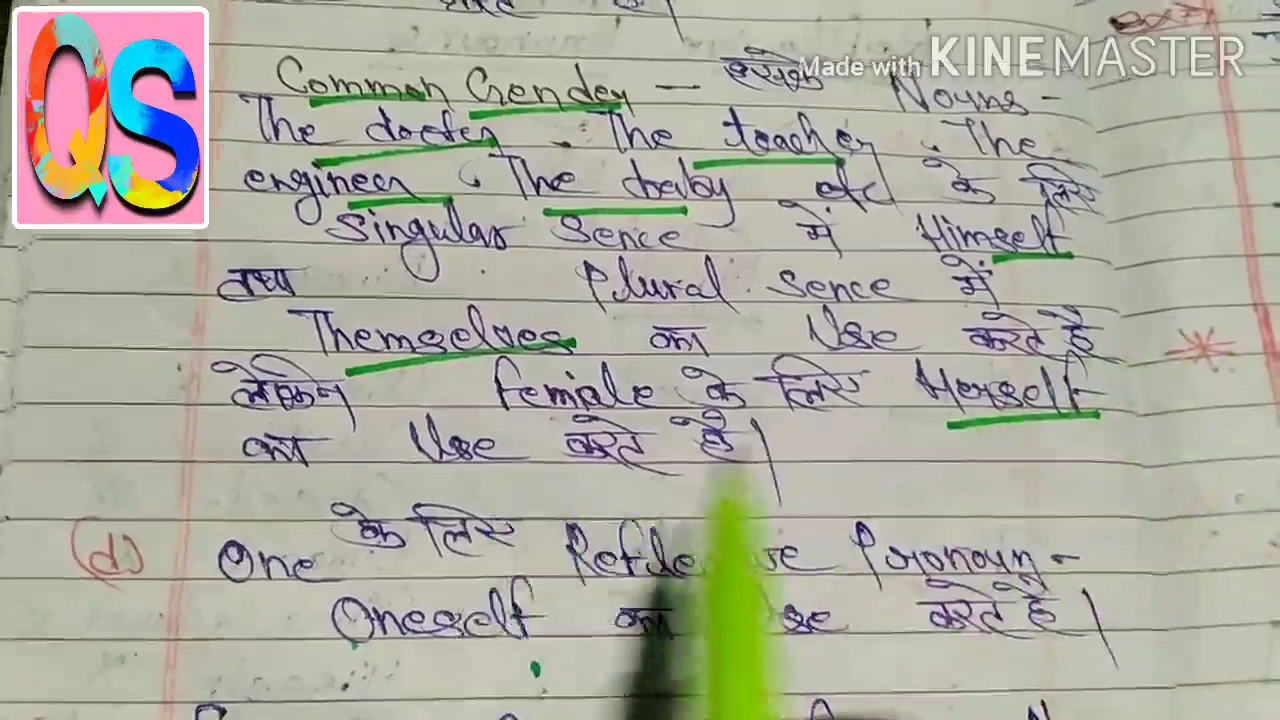 QS
Made with KINEMASTER
Common Gender - Nouns -
The doctor . The teacher . The
engineer . The baby etc के लिए
Singular Sence में Himself
तथा Plural Sence में
Themselves का Use करते है
लेकिन Female के लिए Herself
का Use करते है।
(d) One के लिए Reflexive Pronoun -
Oneself का Use करते है।